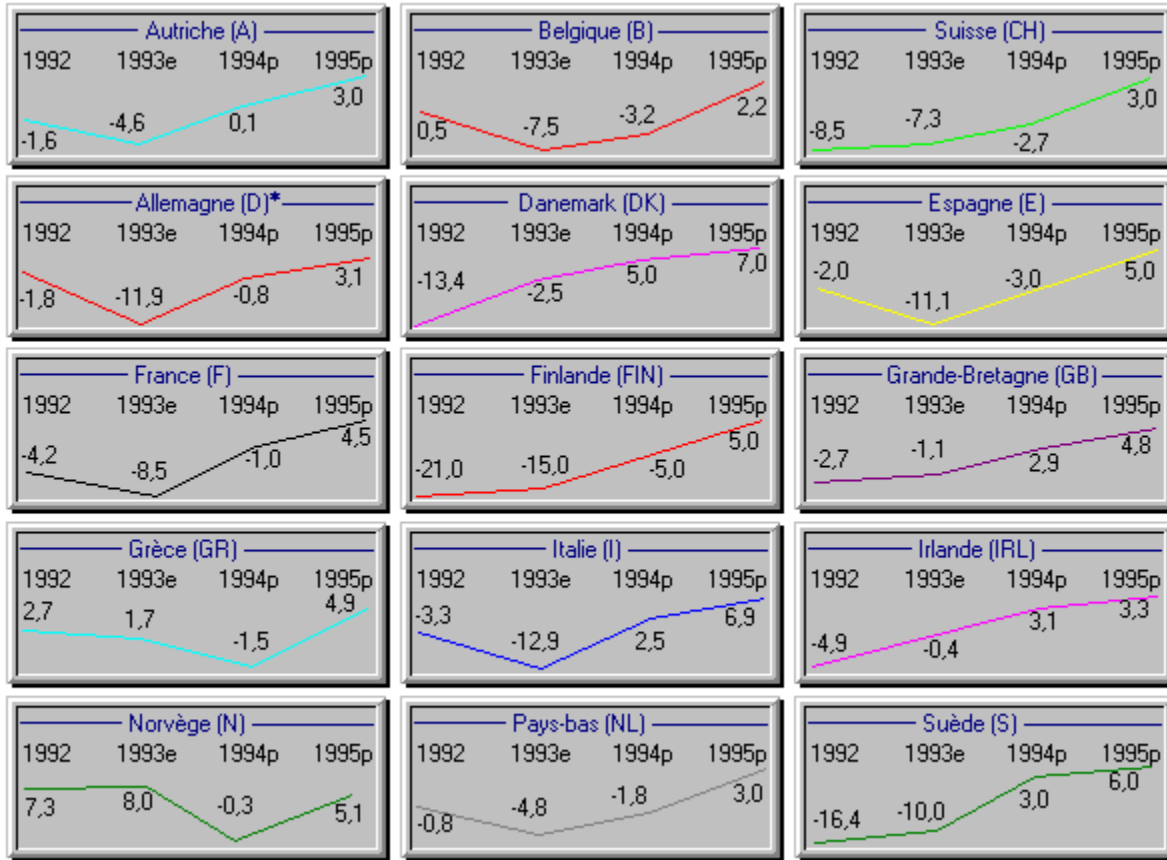 Autriche (A)
1992 1993e 1994p 1995p
-1,6 -4,6 0,1 3,0
Belgique (B)
1992 1993e 1994p 1995p
0,5 -7,5 -3,2 2,2
Suisse (CH)
1992 1993e 1994p 1995p
-8,5 -7,3 -2,7 3,0
Allemagne (D)*
1992 1993e 1994p 1995p
-1,8 -11,9 -0,8 3,1
Danemark (DK)
1992 1993e 1994p 1995p
-13,4 -2,5 5,0 7,0
Espagne (E)
1992 1993e 1994p 1995p
-2,0 -11,1 -3,0 5,0
France (F)
1992 1993e 1994p 1995p
-4,2 -8,5 -1,0 4,5
Finlande (FIN)
1992 1993e 1994p 1995p
-21,0 -15,0 -5,0 5,0
Grande-Bretagne (GB)
1992 1993e 1994p 1995p
-2,7 -1,1 2,9 4,8
Grèce (GR)
1992 1993e 1994p 1995p
2,7 1,7 -1,5 4,9
Italie (I)
1992 1993e 1994p 1995p
-3,3 -12,9 2,5 6,9
Irlande (IRL)
1992 1993e 1994p 1995p
-4,9 -0,4 3,1 3,3
Norvège (N)
1992 1993e 1994p 1995p
7,3 8,0 -0,3 5,1
Pays-bas (NL)
1992 1993e 1994p 1995p
-0,8 -4,8 -1,8 3,0
Suède (S)
1992 1993e 1994p 1995p
-16,4 -10,0 3,0 6,0